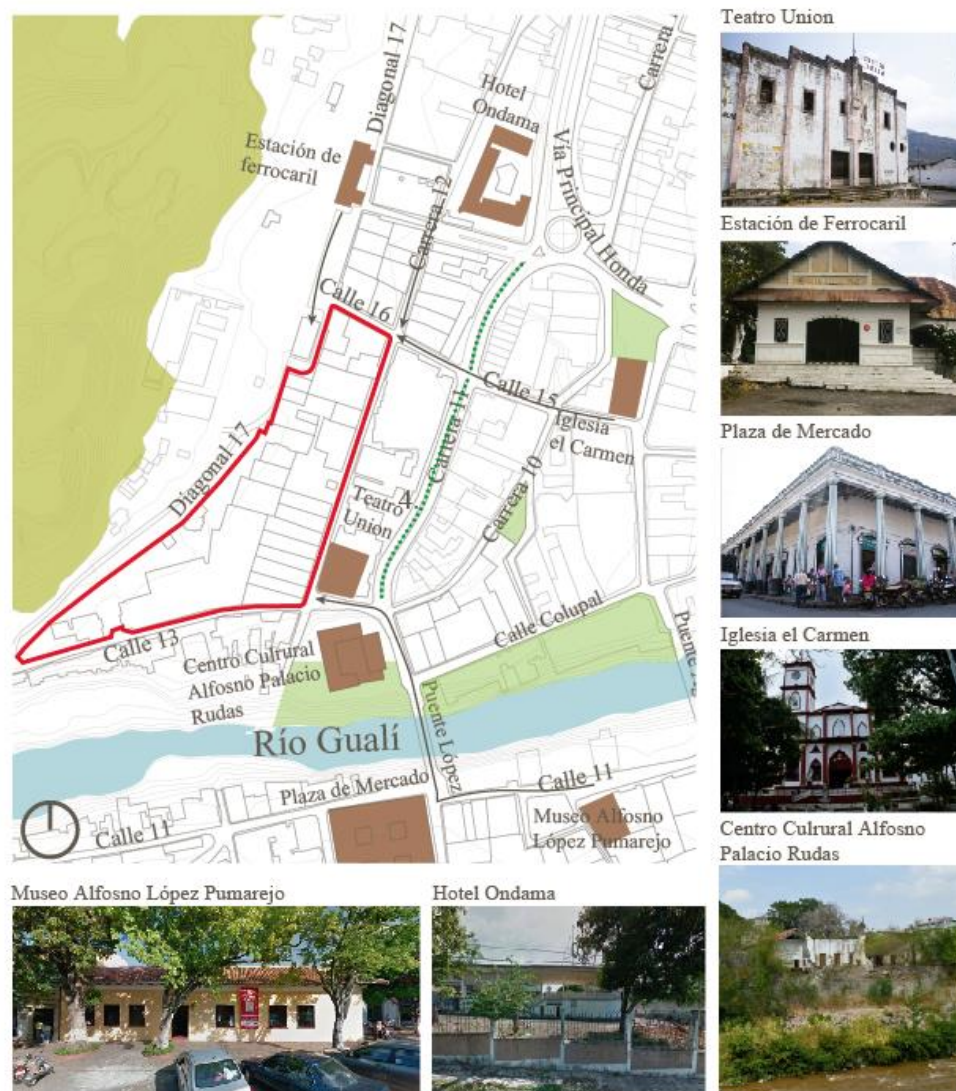 Teatro Union
Diagonal 17
Carrera
Hotel
Ondama
Estación de
ferrocaril
Vía Principal Honda
Carrera 12
Estación de Ferrocaril
Calle 16
Calle 15
Iglesia
el Carmen
Carrera 11
Diagonal 17
4.
Teatro
Union
Carrera 10
Plaza de Mercado
Calle Colupal
Puente
Calle 13
Centro Culrural
Alfosno Palacio
Rudas
Iglesia el Carmen
Puente López
Río Gualí
Plaza de Mercado
Calle 11
Calle 11
Museo Alfosno
López Pumarejo
Centro Culrural Alfosno
Palacio Rudas
Museo Alfosno López Pumarejo
Hotel Ondama